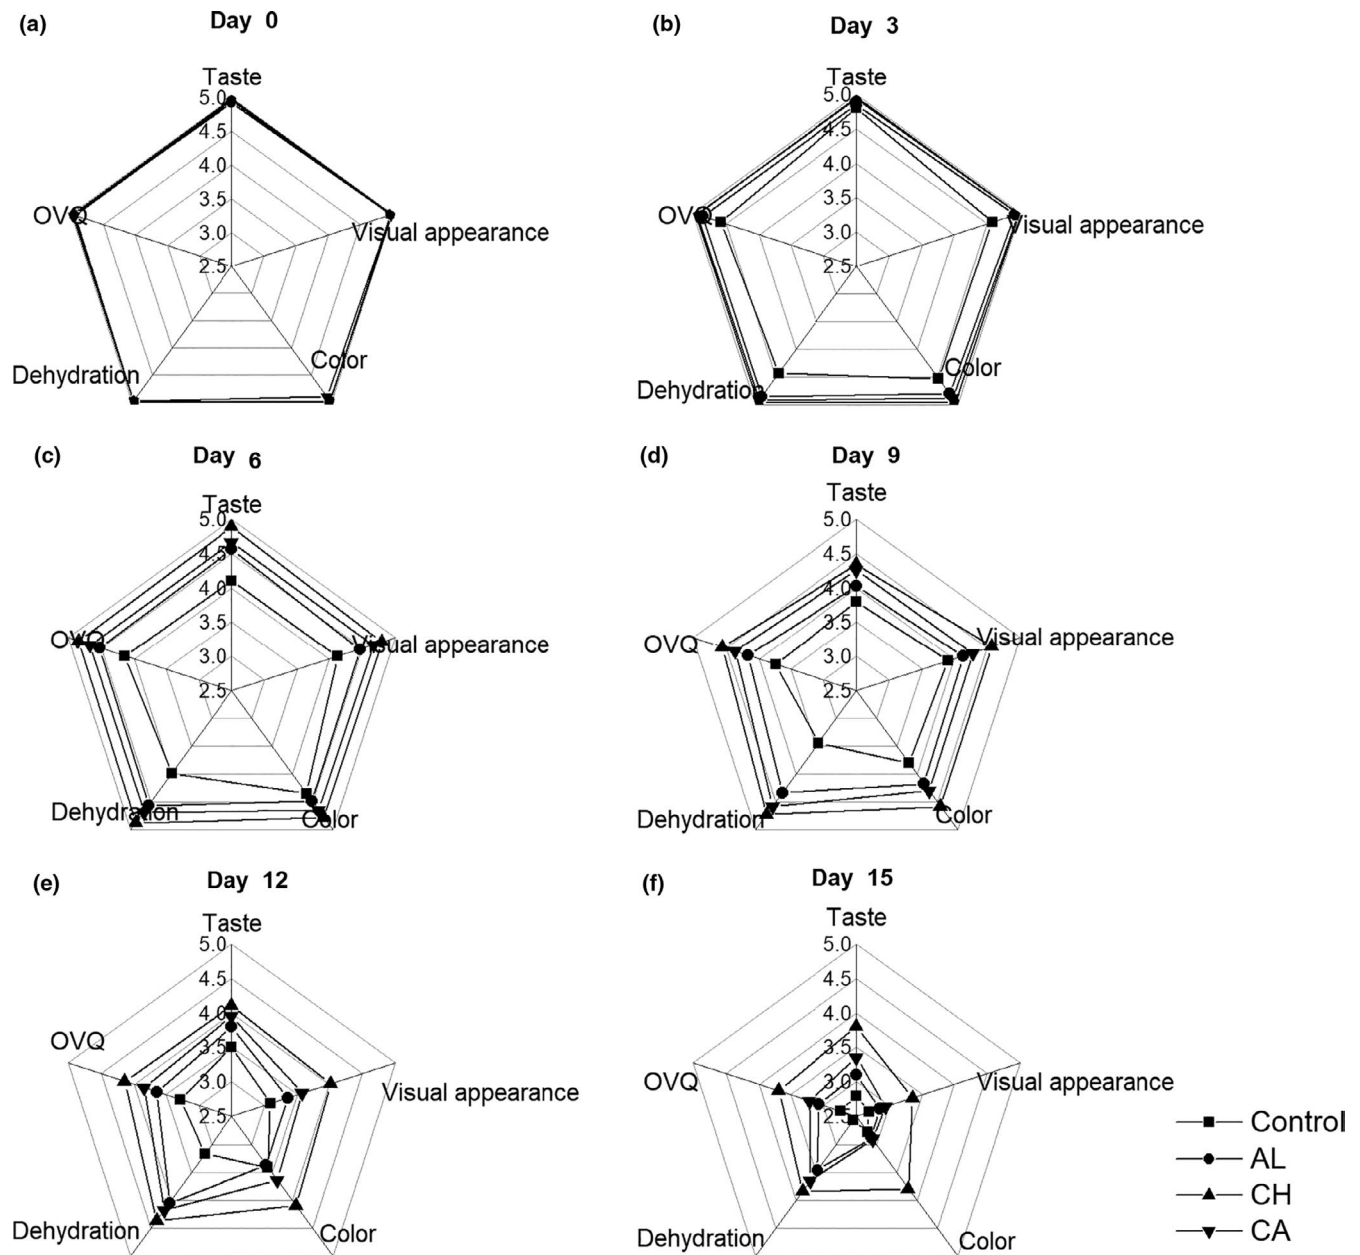 (a) Day 0
Taste
5.0
4.5
4.0
3.5
3.0
2.5
OVQ
Visual appearance
Color
Dehydration
(b) Day 3
Taste
5.0
4.5
4.0
3.5
3.0
2.5
OVQ
Visual appearance
Color
Dehydration
(c) Day 6
Taste
5.0
4.5
4.0
3.5
3.0
2.5
OVQ
Visual appearance
Dehydration
Color
(d) Day 9
Taste
5.0
4.5
4.0
3.5
3.0
2.5
OVQ
Visual appearance
Dehydration
Color
(e) Day 12
Taste
5.0
4.5
4.0
3.5
3.0
2.5
OVQ
Visual appearance
Dehydration
Color
(f) Day 15
Taste
5.0
4.5
4.0
3.5
3.0
2.5
OVQ
Visual appearance
Dehydration
Color
Control
AL
CH
CA